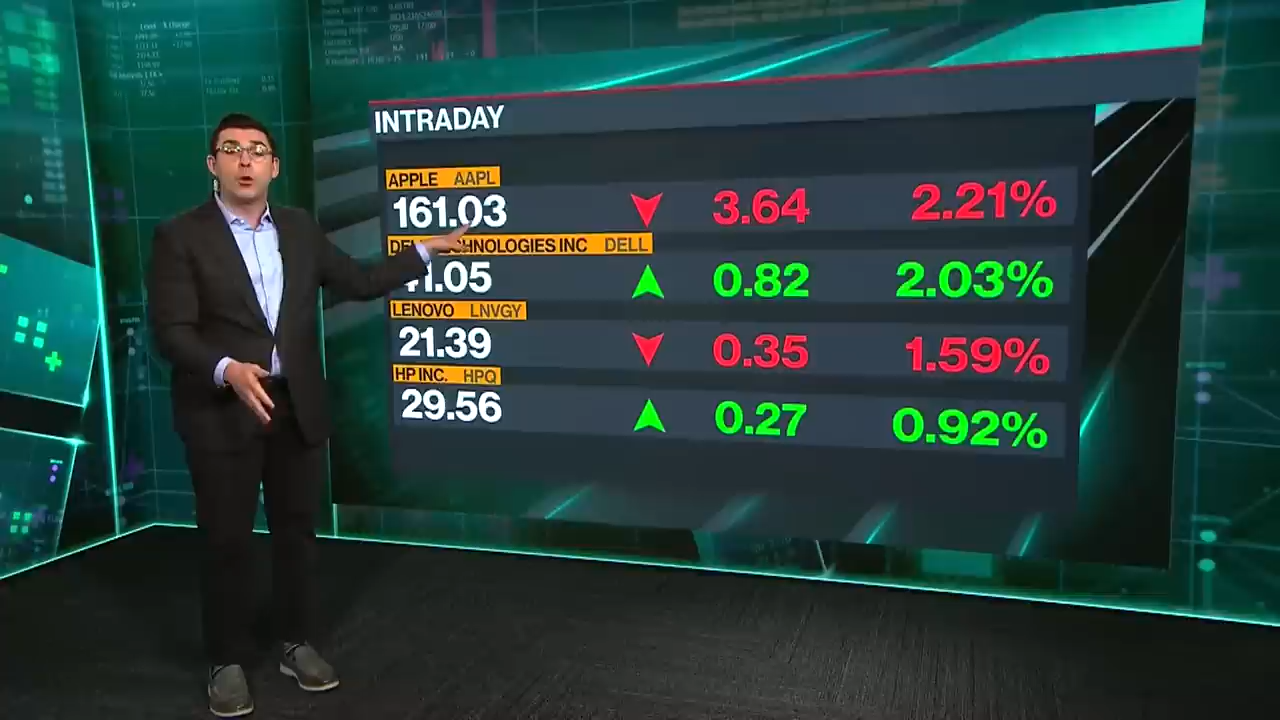 INTRADAY
APPLE AAPL
161.03 3.64 2.21%
TECHNOLOGIES INC DELL
1.05 0.82 2.03%
LENOVO LNVGY
21.39 0.35 1.59%
HP INC. HPQ
29.56 0.27 0.92%